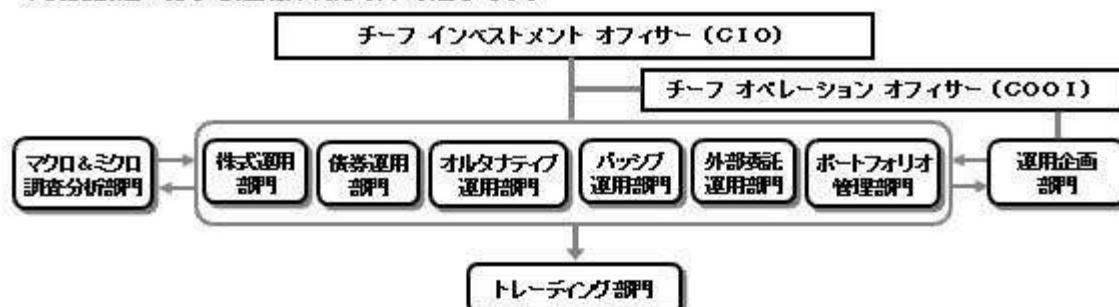 チーフ インベストメント オフィサー (CIO)
チーフ オペレーション オフィサー (COOI)
マクロ&ミクロ
調査分析部門
株式運用
部門
債券運用
部門
オルタナティブ
運用部門
パッシブ
運用部門
外部委託
運用部門
ポートフォリオ
管理部門
運用企画
部門
トレーディング部門